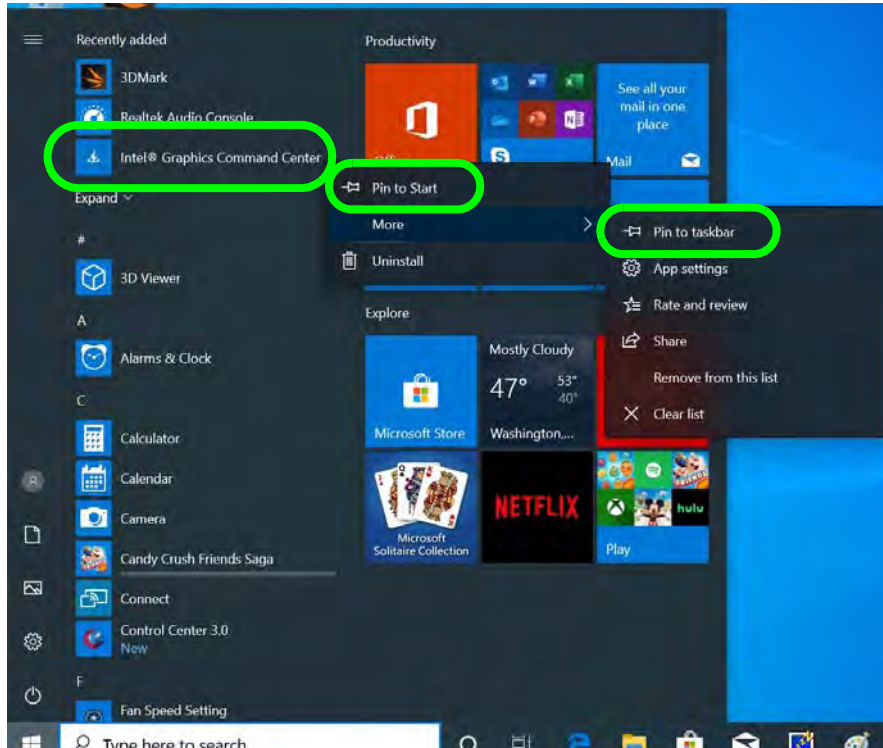 Recently added
3DMark
Realtek Audio Console
Intel® Graphics Command Center
Expand
#
3D Viewer
A
Alarms & Clock
C
Calculator
Calendar
Camera
Candy Crush Friends Saga
Connect
Control Center 3.0
New
F
Fan Speed Setting
Type here to search
Productivity
See all your
mail in one
place
Mail
Pin to Start
More
Uninstall
Pin to taskbar
App settings
Rate and review
Share
Remove from this list
Clear list
Explore
Microsoft Store
Mostly Cloudy
47° 53°
40°
Washington,...
Microsoft
Solitaire Collection
NETFLIX
hulu
Play
R